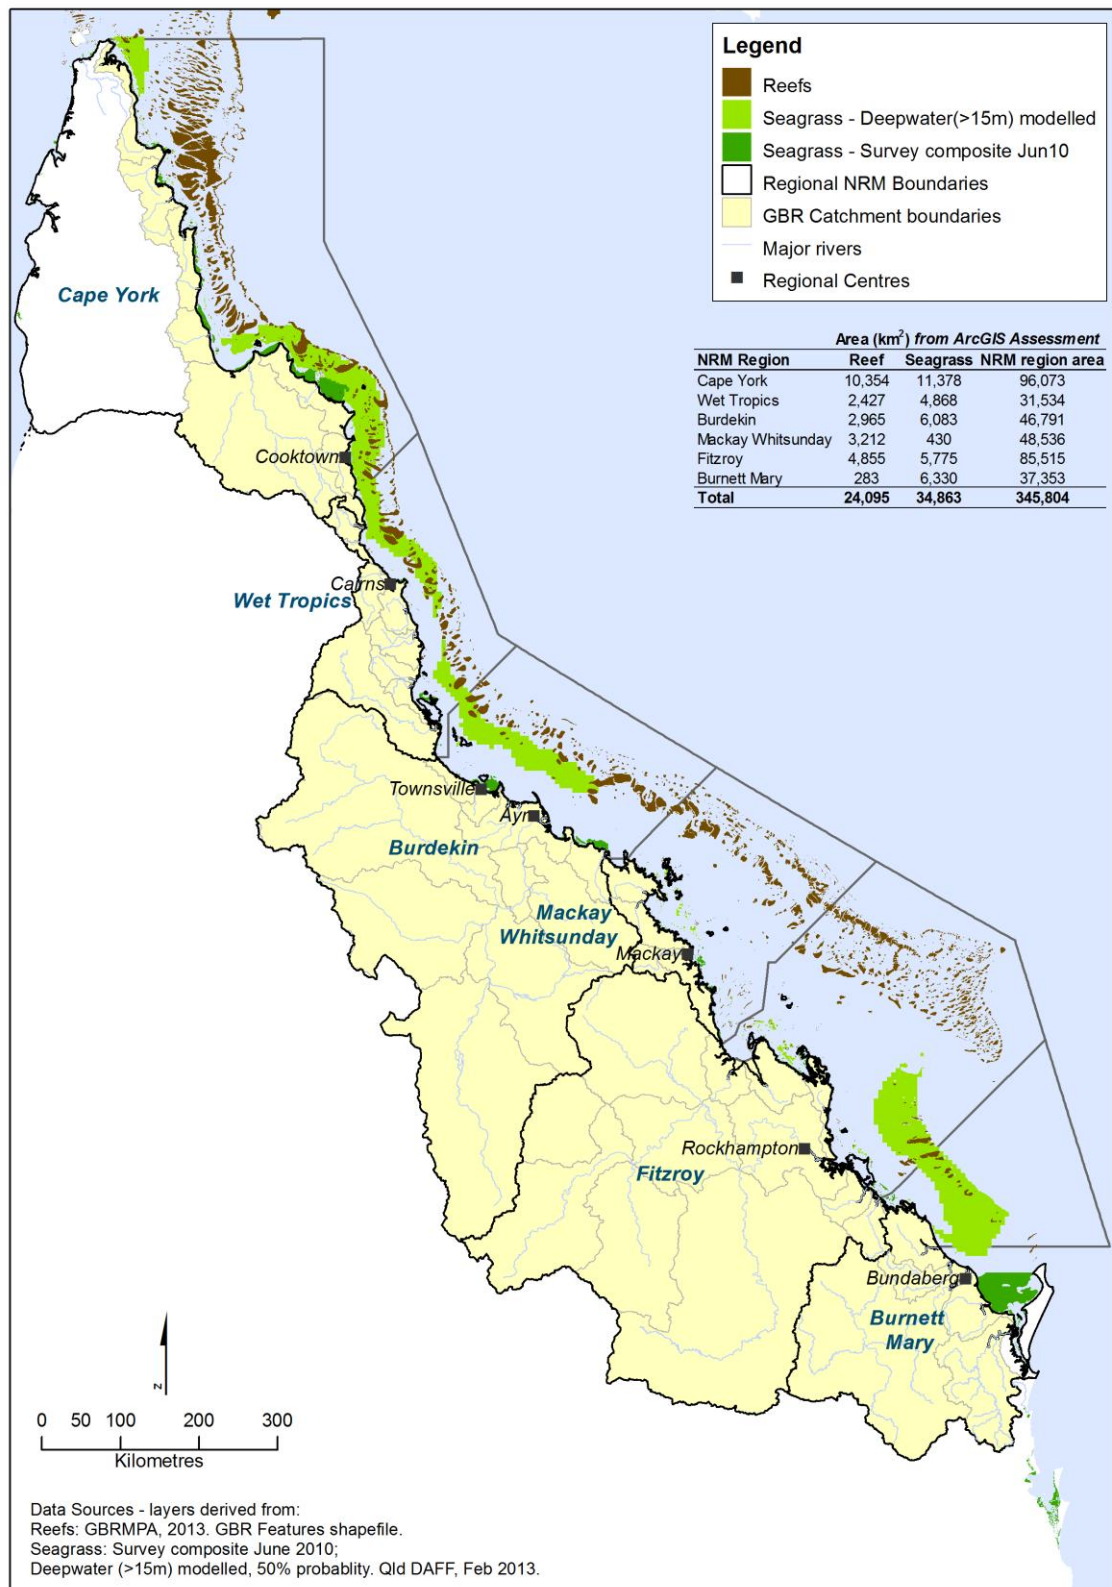 Legend
Reefs
Seagrass - Deepwater(>15m) modelled
Seagrass - Survey composite Jun10
Regional NRM Boundaries
GBR Catchment boundaries
Major rivers
Regional Centres
Area (km²) from ArcGIS Assessment
NRM Region Reef Seagrass NRM region area
Cape York 10,354 11,378 96,073
Wet Tropics 2,427 4,868 31,534
Burdekin 2,965 6,083 46,791
Mackay Whitsunday 3,212 430 48,536
Fitzroy 4,855 5,775 85,515
Burnett Mary 283 6,330 37,353
Total 24,095 34,863 345,804
Cape York
Cooktown
Cairns
Wet Tropics
Townsville
Ayr
Burdekin
Mackay
Whitsunday
Mackay
Rockhampton
Fitzroy
Bundaberg
Burnett
Mary
N
0 50 100 200 300
Kilometres
Data Sources - layers derived from:
Reefs: GBRMPA, 2013. GBR Features shapefile.
Seagrass: Survey composite June 2010;
Deepwater (>15m) modelled, 50% probablity. Qld DAFF, Feb 2013.